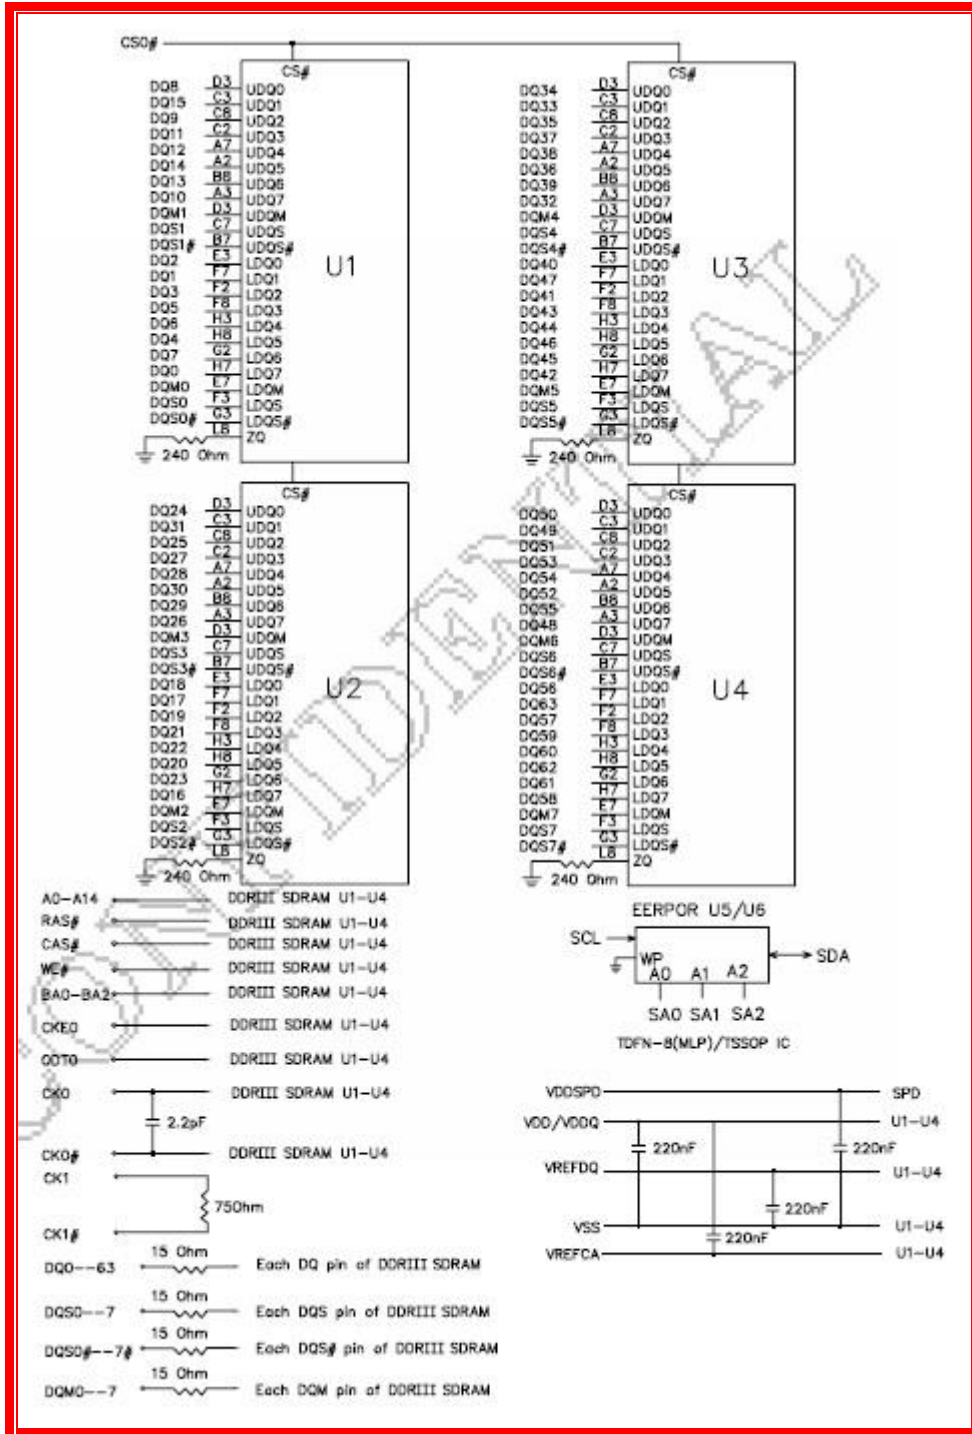 CS0#
CS#
DQ8 D3 UDQ0
DQ15 C3 UDQ1
DQ9 C8 UDQ2
DQ11 C2 UDQ3
DQ12 A7 UDQ4
DQ14 A2 UDQ5
DQ13 B8 UDQ6
DQ10 A3 UDQ7
DQM1 D3 UDQM
DQS1 C7 UDQS
DQS1# B7 UDQS#
DQ2 E3 LDQ0
DQ1 F7 LDQ1
DQ3 F2 LDQ2
DQ5 F8 LDQ3
DQ6 H3 LDQ4
DQ4 H8 LDQ5
DQ7 G2 LDQ6
DQ0 H7 LDQ7
DQM0 E7 LDQM
DQS0 F3 LDQS
DQS0# G3 LDQS#
L8 ZQ
240 Ohm
U1
CS#
DQ34 D3 UDQ0
DQ33 C3 UDQ1
DQ35 C8 UDQ2
DQ37 C2 UDQ3
DQ38 A7 UDQ4
DQ36 A2 UDQ5
DQ39 B8 UDQ6
DQ32 A3 UDQ7
DQM4 D3 UDQM
DQS4 C7 UDQS
DQS4# B7 UDQS#
DQ40 E3 LDQ0
DQ47 F7 LDQ1
DQ41 F2 LDQ2
DQ43 F8 LDQ3
DQ44 H3 LDQ4
DQ46 H8 LDQ5
DQ45 G2 LDQ6
DQ42 H7 LDQ7
DQM5 E7 LDQM
DQS5 F3 LDQS
DQS5# G3 LDQS#
L8 ZQ
240 Ohm
U3
CS#
DQ24 D3 UDQ0
DQ31 C3 UDQ1
DQ25 C8 UDQ2
DQ27 C2 UDQ3
DQ28 A7 UDQ4
DQ30 A2 UDQ5
DQ29 B8 UDQ6
DQ26 A3 UDQ7
DQM3 D3 UDQM
DQS3 C7 UDQS
DQS3# B7 UDQS#
DQ18 E3 LDQ0
DQ17 F7 LDQ1
DQ19 F2 LDQ2
DQ21 F8 LDQ3
DQ22 H3 LDQ4
DQ20 H8 LDQ5
DQ23 G2 LDQ6
DQ16 H7 LDQ7
DQM2 E7 LDQM
DQS2 F3 LDQS
DQS2# G3 LDQS#
L8 ZQ
240 Ohm
U2
CS#
DQ50 D3 UDQ0
DQ49 C3 UDQ1
DQ51 C8 UDQ2
DQ53 C2 UDQ3
DQ54 A7 UDQ4
DQ52 A2 UDQ5
DQ55 B8 UDQ6
DQ48 A3 UDQ7
DQM6 D3 UDQM
DQS6 C7 UDQS
DQS6# B7 UDQS#
DQ56 E3 LDQ0
DQ63 F7 LDQ1
DQ57 F2 LDQ2
DQ59 F8 LDQ3
DQ60 H3 LDQ4
DQ62 H8 LDQ5
DQ61 G2 LDQ6
DQ58 H7 LDQ7
DQM7 E7 LDQM
DQS7 F3 LDQS
DQS7# G3 LDQS#
L8 ZQ
240 Ohm
U4
A0-A14 DDRIII SDRAM U1-U4
RAS# DDRIII SDRAM U1-U4
CAS# DDRIII SDRAM U1-U4
WE# DDRIII SDRAM U1-U4
BA0-BA2 DDRIII SDRAM U1-U4
CKE0 DDRIII SDRAM U1-U4
ODT0 DDRIII SDRAM U1-U4
CK0 DDRIII SDRAM U1-U4
2.2pF
CK0# DDRIII SDRAM U1-U4
CK1
75Ohm
CK1#
15 Ohm
DQ0--63 Each DQ pin of DDRIII SDRAM
15 Ohm
DQS0--7 Each DQS pin of DDRIII SDRAM
15 Ohm
DQS0#--7# Each DQS# pin of DDRIII SDRAM
15 Ohm
DQM0--7 Each DQM pin of DDRIII SDRAM
EERPOR U5/U6
SCL
WP
SDA
A0 A1 A2
SA0 SA1 SA2
TDFN-8(MLP)/TSSOP IC
VDDSPD SPD
VDD/VDDQ U1-U4
220nF 220nF
VREFDQ U1-U4
220nF
VSS U1-U4
220nF
VREFCA U1-U4
CONFIDENTIAL